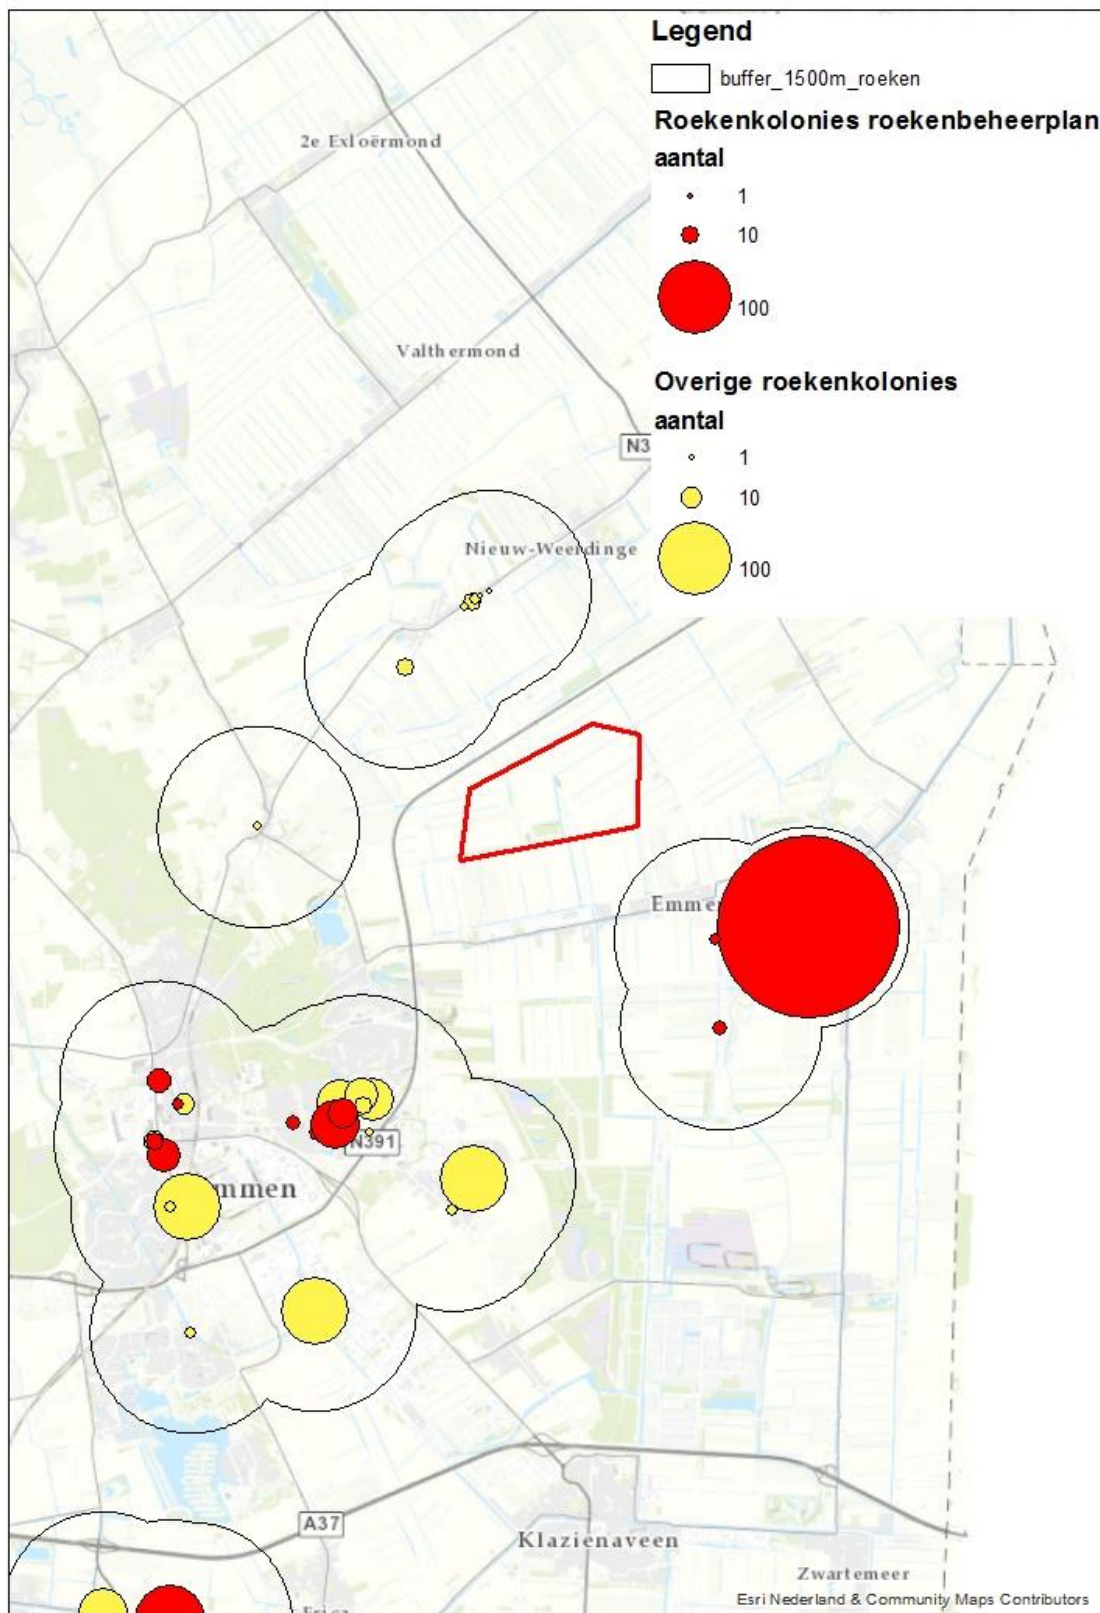 Legend
buffer_1500m_roeken
Roekenkolonies roekenbeheerplan
aantal
1
10
100
Overige roekenkolonies
aantal
1
10
100
2e Exloërmond
Valthermond
N3
Nieuw-Weerdinge
Emme
N391
mmen
A37
Klazienaveen
Zwartemeer
Erica
Esri Nederland & Community Maps Contributors